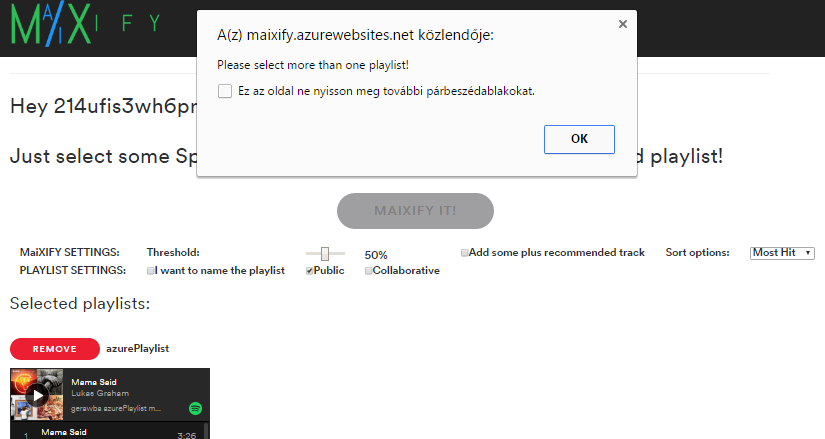 MAiXIFY
A(z) maixify.azurewebsites.net közlendője:
Please select more than one playlist!
Ez az oldal ne nyisson meg további párbeszédablakokat.
OK
Hey 214ufis3wh6pr
Just select some Sp
d playlist!
MAIXIFY IT!
MaiXIFY SETTINGS: Threshold: 50% Add some plus recommended track Sort options: Most Hit
PLAYLIST SETTINGS: I want to name the playlist Public Collaborative
Selected playlists:
REMOVE azurePlaylist
Mama Said
Lukas Graham
gerawba azurePlaylist m...
1 Mama Said 3:26